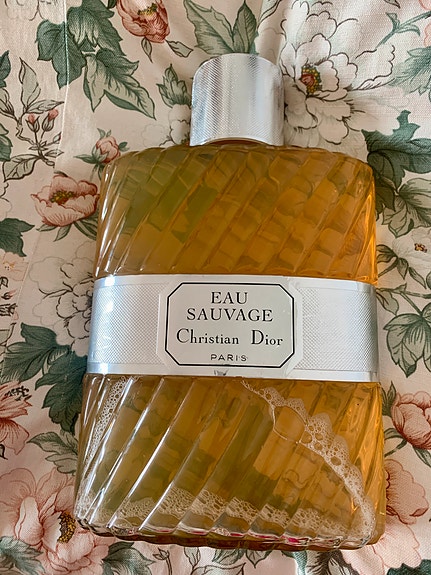 EAU
SAUVAGE
Christian Dior
PARIS